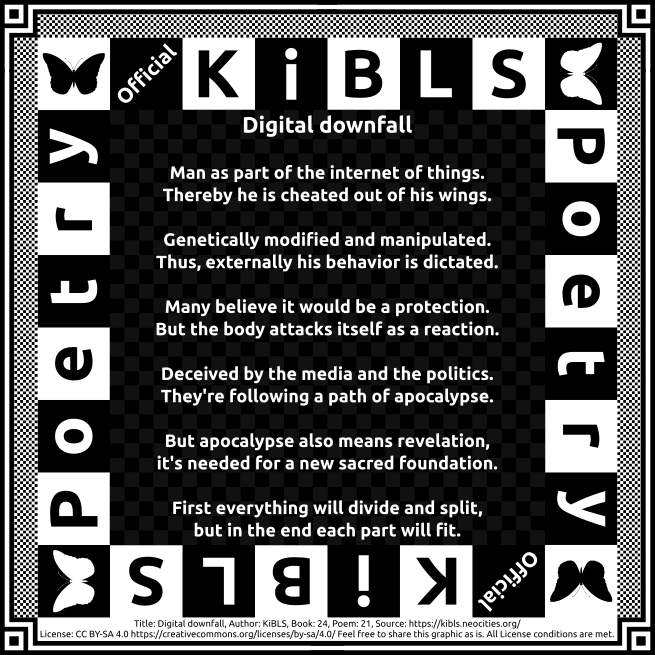 Official KiBLS
Poetry
Poetry
Digital downfall
Man as part of the internet of things.
Thereby he is cheated out of his wings.
Genetically modified and manipulated.
Thus, externally his behavior is dictated.
Many believe it would be a protection.
But the body attacks itself as a reaction.
Deceived by the media and the politics.
They're following a path of apocalypse.
But apocalypse also means revelation,
it's needed for a new sacred foundation.
First everything will divide and split,
but in the end each part will fit.
Official KiBLS
Title: Digital downfall, Author: KiBLS, Book: 24, Poem: 21, Source: https://kibls.neocities.org/
License: CC BY-SA 4.0 https://creativecommons.org/licenses/by-sa/4.0/ Feel free to share this graphic as is. All License conditions are met.